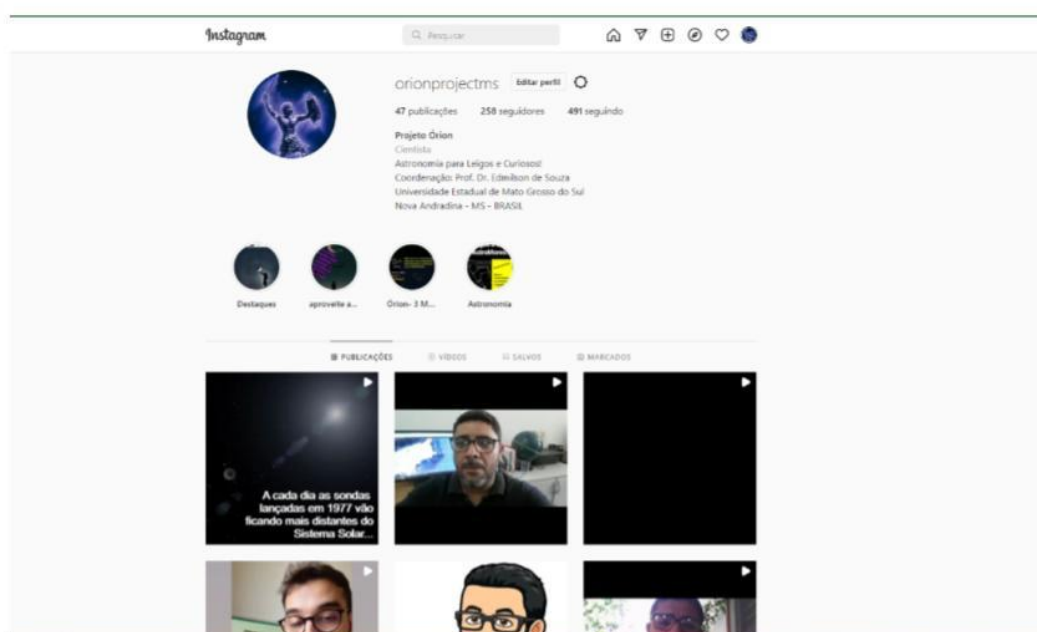 Instagram
Pesquisar
orionprojectms Editar perfil
47 publicações 258 seguidores 491 seguindo
Projeto Órion
Cientista
Astronomia para Leigos e Curiosos!
Coordenação: Prof. Dr. Edmilson de Souza
Universidade Estadual de Mato Grosso do Sul
Nova Andradina - MS - BRASIL
Destaques aproveite a... Órion- 3 M... Astronomia
PUBLICAÇÕES VÍDEOS SALVOS MARCADOS
A cada dia as sondas
lançadas em 1977 vão
ficando mais distantes do
Sistema Solar...